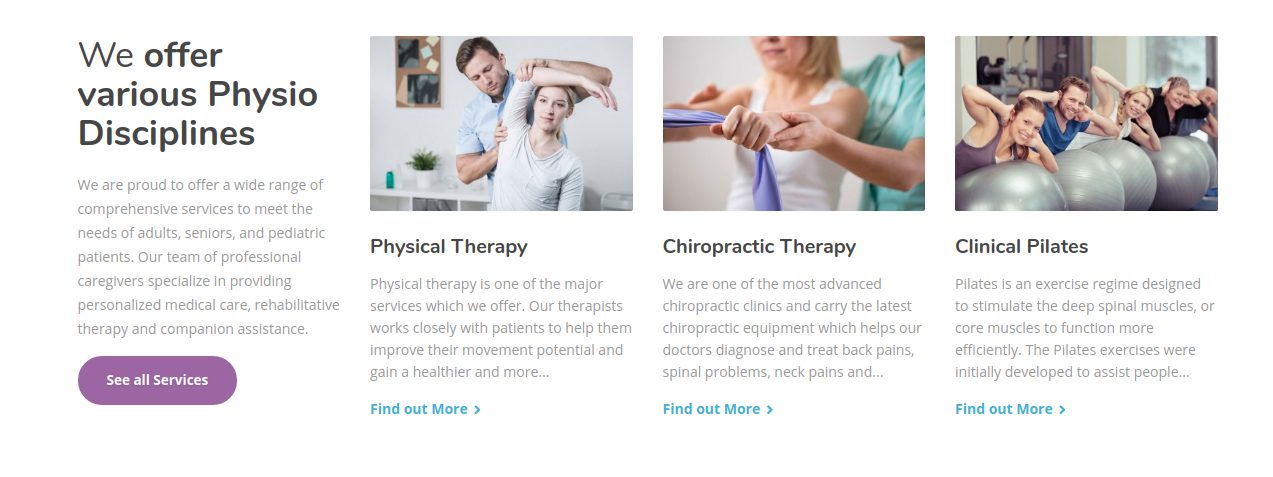 We offer
various Physio
Disciplines
We are proud to offer a wide range of
comprehensive services to meet the
needs of adults, seniors, and pediatric
patients. Our team of professional
caregivers specialize in providing
personalized medical care, rehabilitative
therapy and companion assistance.
See all Services
Physical Therapy
Physical therapy is one of the major
services which we offer. Our therapists
works closely with patients to help them
improve their movement potential and
gain a healthier and more...
Find out More
Chiropractic Therapy
We are one of the most advanced
chiropractic clinics and carry the latest
chiropractic equipment which helps our
doctors diagnose and treat back pains,
spinal problems, neck pains and...
Find out More
Clinical Pilates
Pilates is an exercise regime designed
to stimulate the deep spinal muscles, or
core muscles to function more
efficiently. The Pilates exercises were
initially developed to assist people...
Find out More